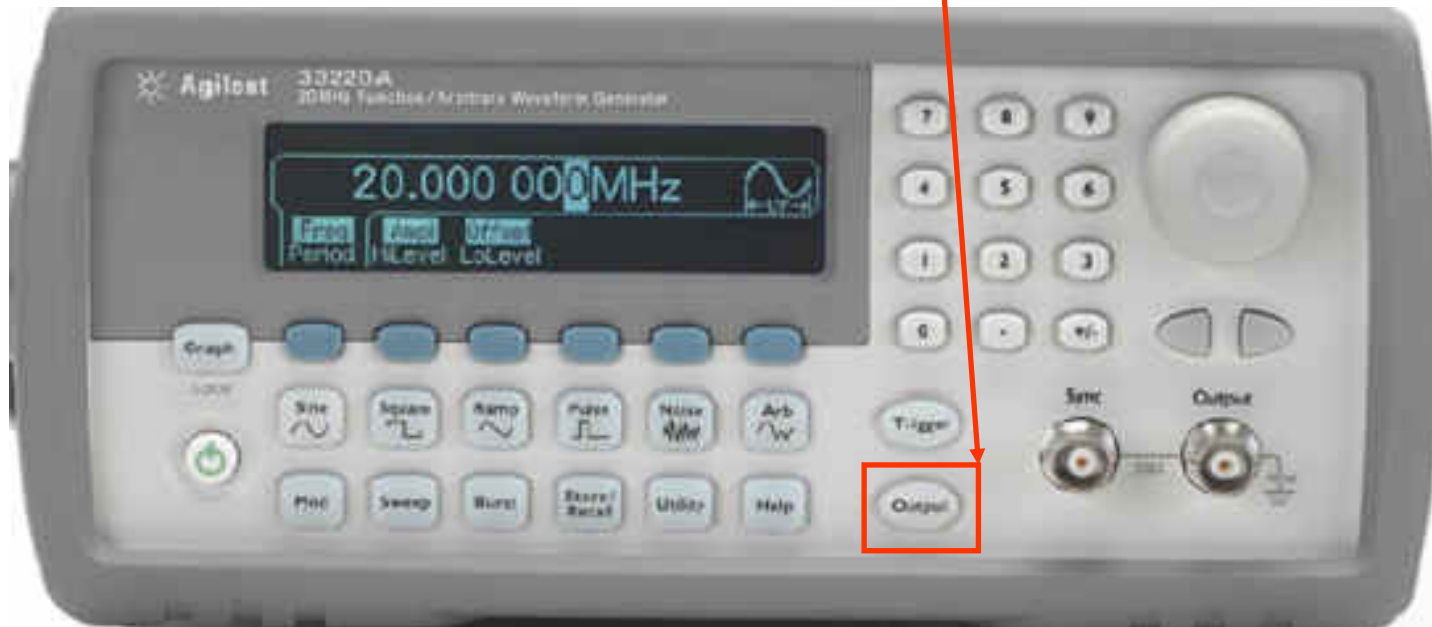 Agilent 33220A
20MHz Function / Arbitrary Waveform Generator
20.000 000MHz
Freq Ampl Offset
Period HiLevel LoLevel
7 8 9
4 5 6
1 2 3
0 . +/-
Graph
Local
Sine Square Ramp Pulse Noise Arb
Trigger
Sync Output
Mod Sweep Burst Store/
Recall Utility Help
Output